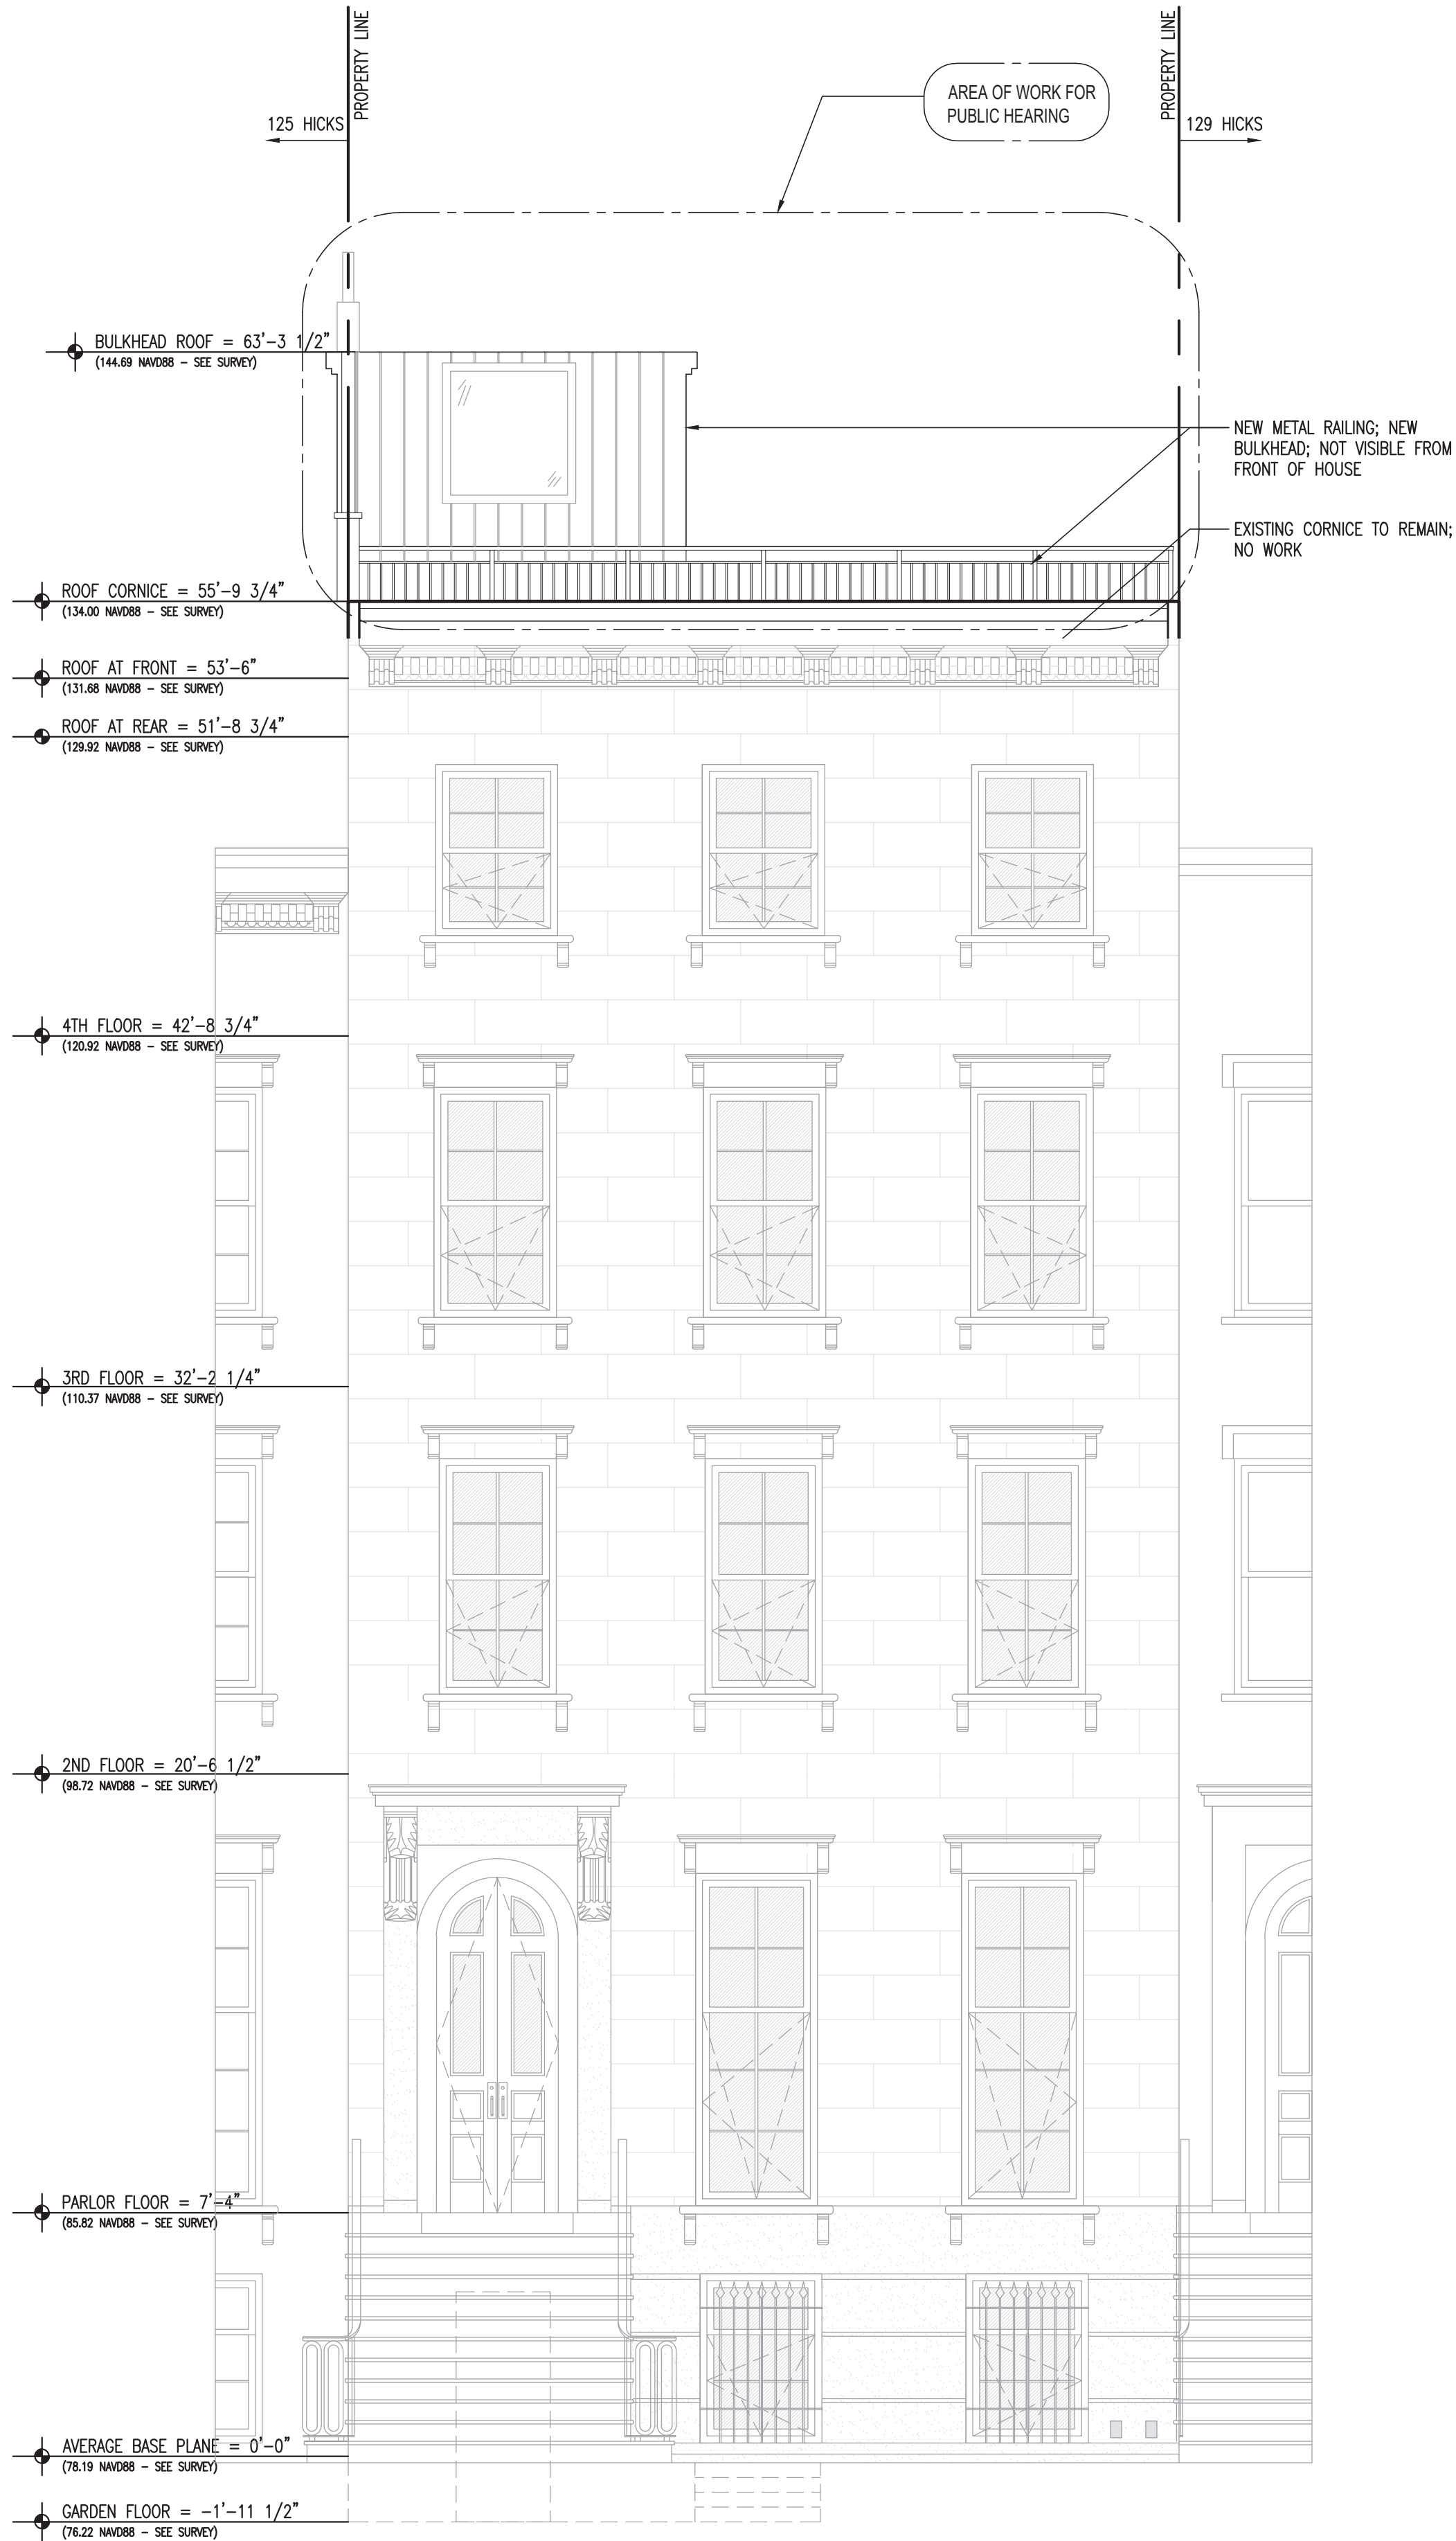 PROPERTY LINE
PROPERTY LINE
AREA OF WORK FOR
PUBLIC HEARING
125 HICKS
129 HICKS
BULKHEAD ROOF = 63'-3 1/2"
(144.69 NAVD88 - SEE SURVEY)
NEW METAL RAILING; NEW
BULKHEAD; NOT VISIBLE FROM
FRONT OF HOUSE
EXISTING CORNICE TO REMAIN;
NO WORK
ROOF CORNICE = 55'-9 3/4"
(134.00 NAVD88 - SEE SURVEY)
ROOF AT FRONT = 53'-6"
(131.68 NAVD88 - SEE SURVEY)
ROOF AT REAR = 51'-8 3/4"
(129.92 NAVD88 - SEE SURVEY)
4TH FLOOR = 42'-8 3/4"
(120.92 NAVD88 - SEE SURVEY)
3RD FLOOR = 32'-2 1/4"
(110.37 NAVD88 - SEE SURVEY)
2ND FLOOR = 20'-6 1/2"
(98.72 NAVD88 - SEE SURVEY)
PARLOR FLOOR = 7'-4"
(85.82 NAVD88 - SEE SURVEY)
AVERAGE BASE PLANE = 0'-0"
(78.19 NAVD88 - SEE SURVEY)
GARDEN FLOOR = -1'-11 1/2"
(76.22 NAVD88 - SEE SURVEY)